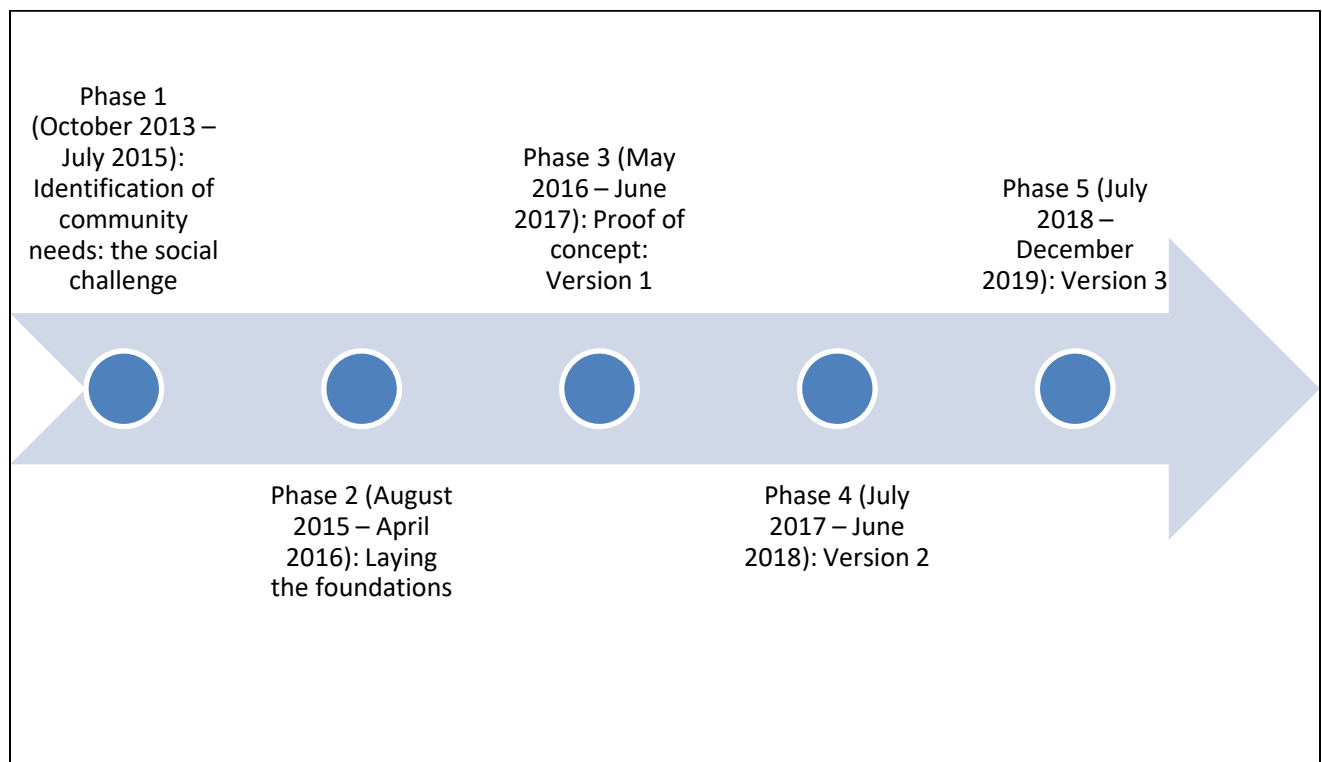 Phase 1
(October 2013 –
July 2015):
Identification of
community
needs: the social
challenge
Phase 2 (August
2015 – April
2016): Laying
the foundations
Phase 3 (May
2016 – June
2017): Proof of
concept:
Version 1
Phase 4 (July
2017 – June
2018): Version 2
Phase 5 (July
2018 –
December
2019): Version 3